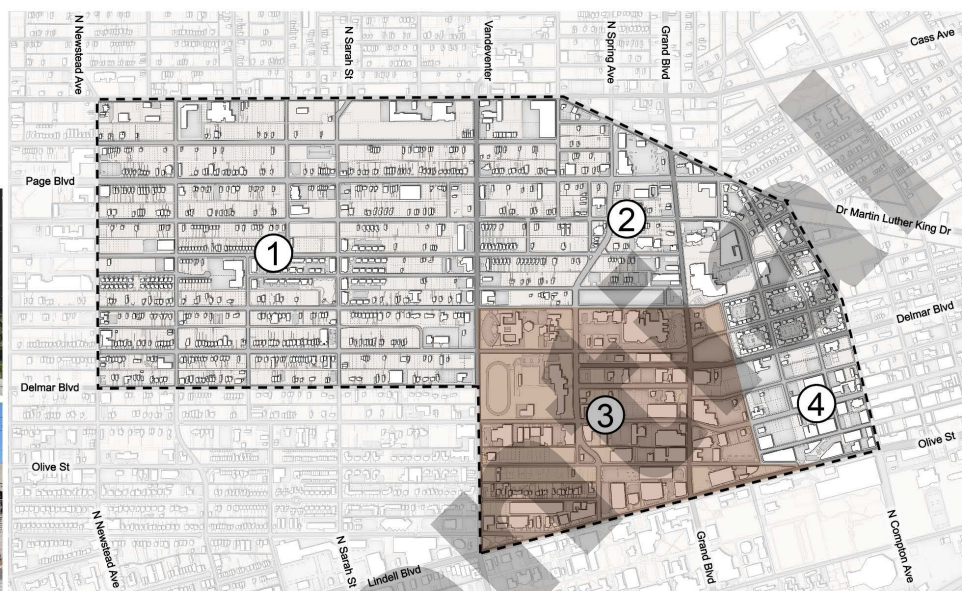 N Newstead Ave
N Sarah St
Vandeventer
N Spring Ave
Grand Blvd
Cass Ave
Page Blvd
Dr Martin Luther King Dr
1
2
Delmar Blvd
Delmar Blvd
3
4
Olive St
Olive St
N Newstead Ave
N Sarah St
Lindell Blvd
Grand Blvd
N Compton Ave